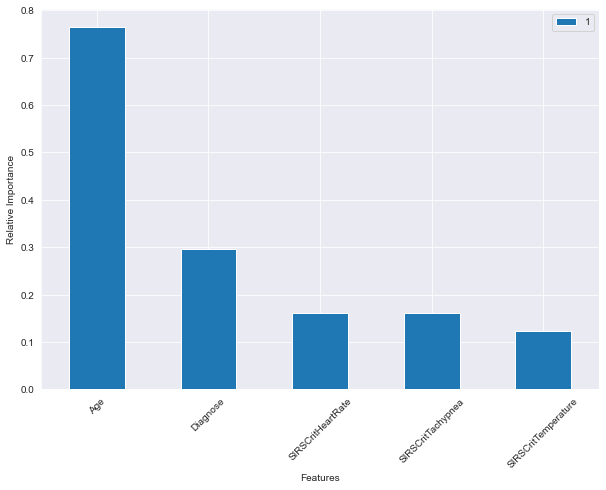 0.8
0.7
0.6
0.5
0.4
0.3
0.2
0.1
0.0
Relative Importance
1
Age
Diagnose
SIRSCritHeartRate
SIRSCritTachypnea
SIRSCritTemperature
Features